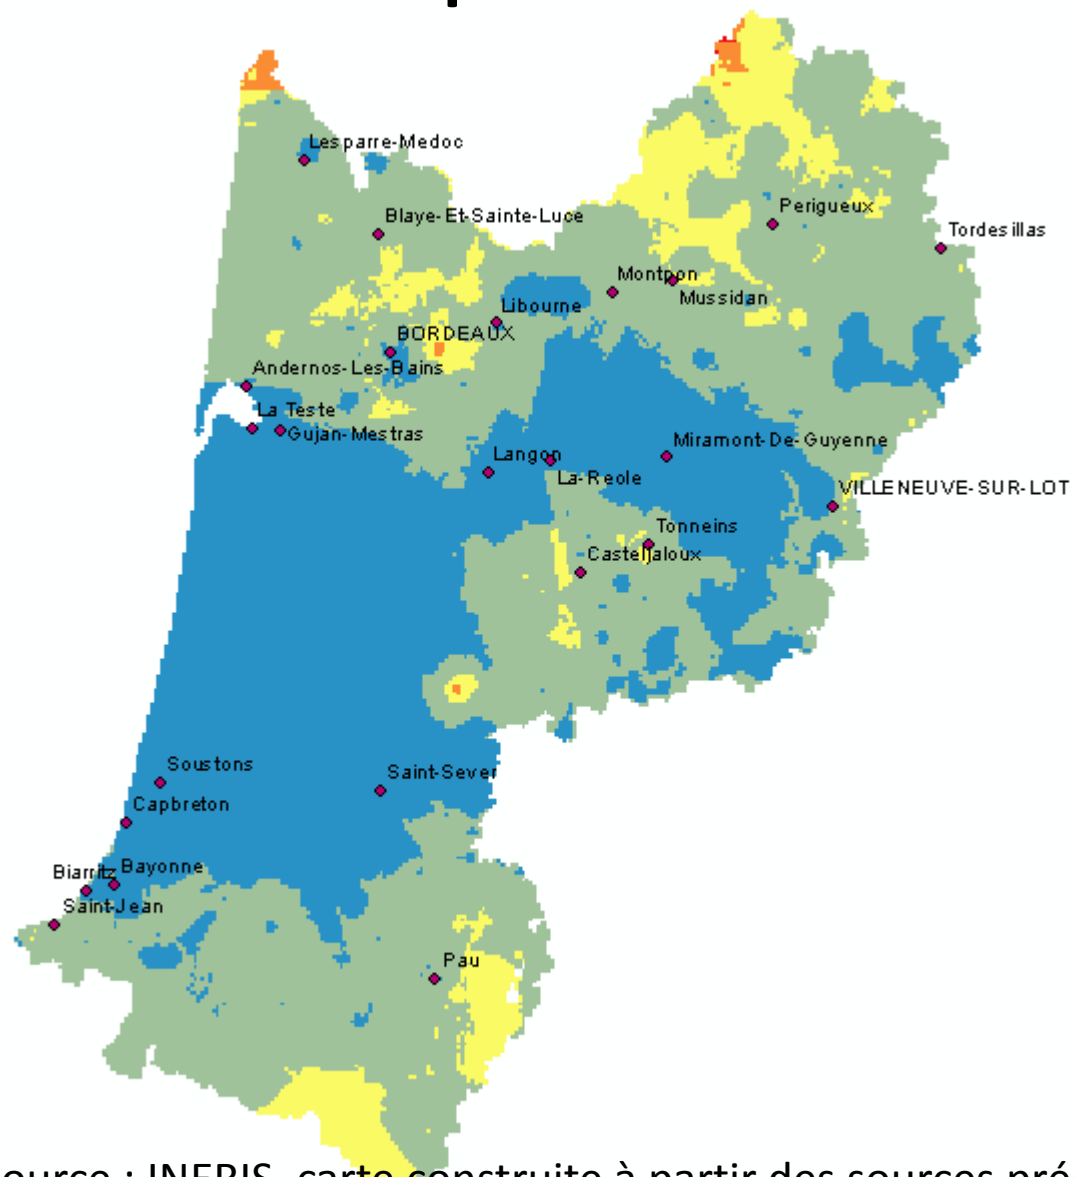 Lesparre-Medoc
Blaye-Et-Sainte-Luce
Perigueux
Tordesillas
Montpon
Mussidan
Libourne
BORDEAUX
Andernos-Les-Bains
La Teste
Gujan-Mestras
Miramont-De-Guyenne
Langon
La-Reole
VILLENEUVE-SUR-LOT
Tonneins
Casteljaloux
Soustons
Saint-Sever
Capbreton
Biarritz
Bayonne
Saint-Jean
Pau
ource : INERIS, carte construite à partir des sources pré